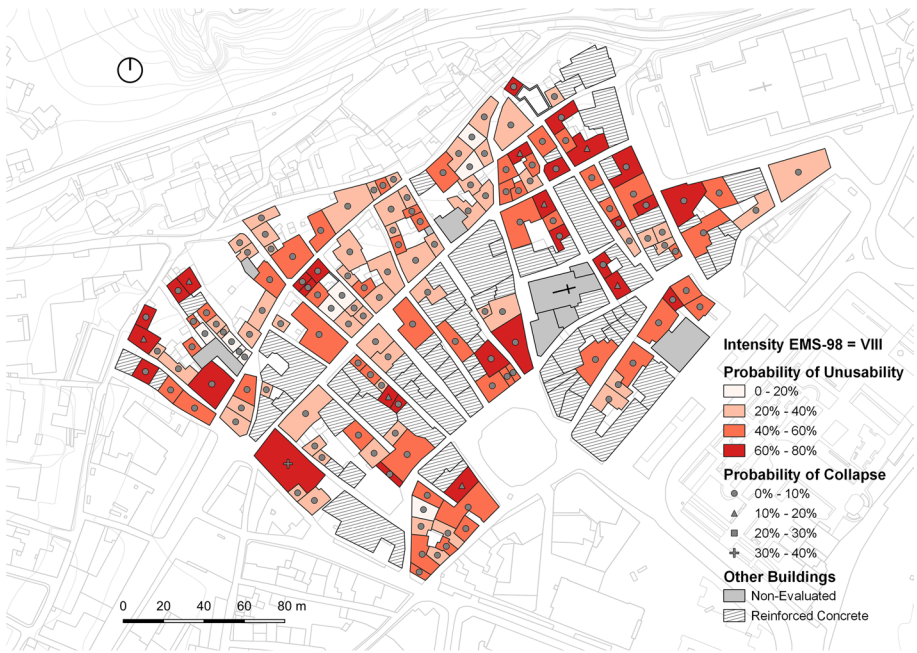 Intensity EMS-98 = VIII
Probability of Unusability
0 - 20%
20% - 40%
40% - 60%
60% - 80%
Probability of Collapse
0% - 10%
10% - 20%
20% - 30%
30% - 40%
Other Buildings
Non-Evaluated
Reinforced Concrete
0 20 40 60 80 m